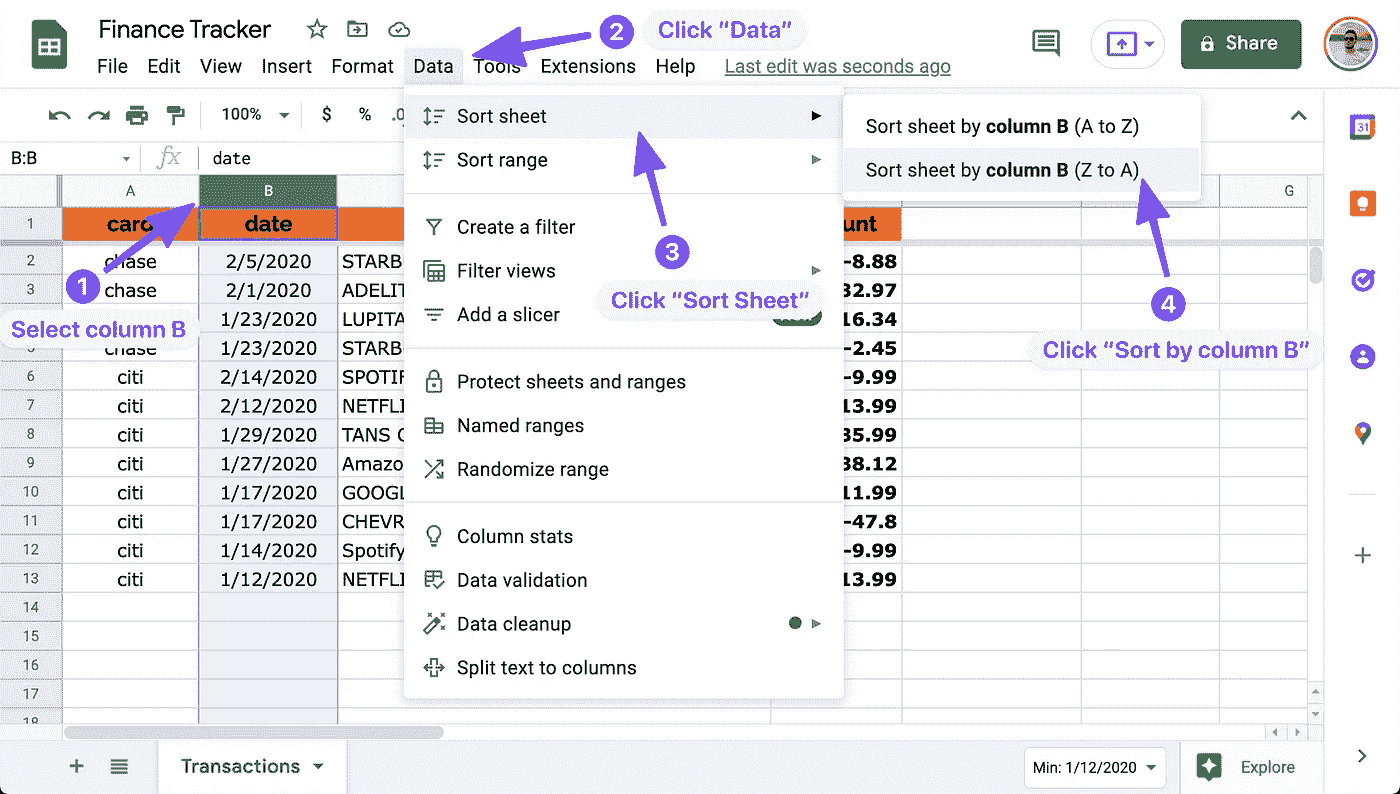 Finance Tracker
2 Click “Data”
File Edit View Insert Format Data Tools Extensions Help Last edit was seconds ago
Share
100% $ % .0
Sort sheet
Sort sheet by column B (A to Z)
Sort range
Sort sheet by column B (Z to A)
B:B fx date
31
A B G
1 date unt
Create a filter
3
4
2 chase 2/5/2020 STARB -8.88
Filter views
1
3 chase 2/1/2020 ADELIT 32.97
Click “Sort Sheet”
Add a slicer
Select column B
1/23/2020 LUPITA 16.34
chase 1/23/2020 STARB -2.45
Click “Sort by column B”
6 citi 2/14/2020 SPOTIF -9.99
Protect sheets and ranges
7 citi 2/12/2020 NETFLI 13.99
Named ranges
8 citi 1/29/2020 TANS 35.99
9 citi 1/27/2020 Amazo 38.12
Randomize range
10 citi 1/17/2020 GOOGL 11.99
11 citi 1/17/2020 CHEVR -47.8
Column stats
12 citi 1/14/2020 Spotify -9.99
13 citi 1/12/2020 NETFLI 13.99
Data validation
14
15
Data cleanup
16
Split text to columns
17
18
Transactions
Min: 1/12/2020
Explore